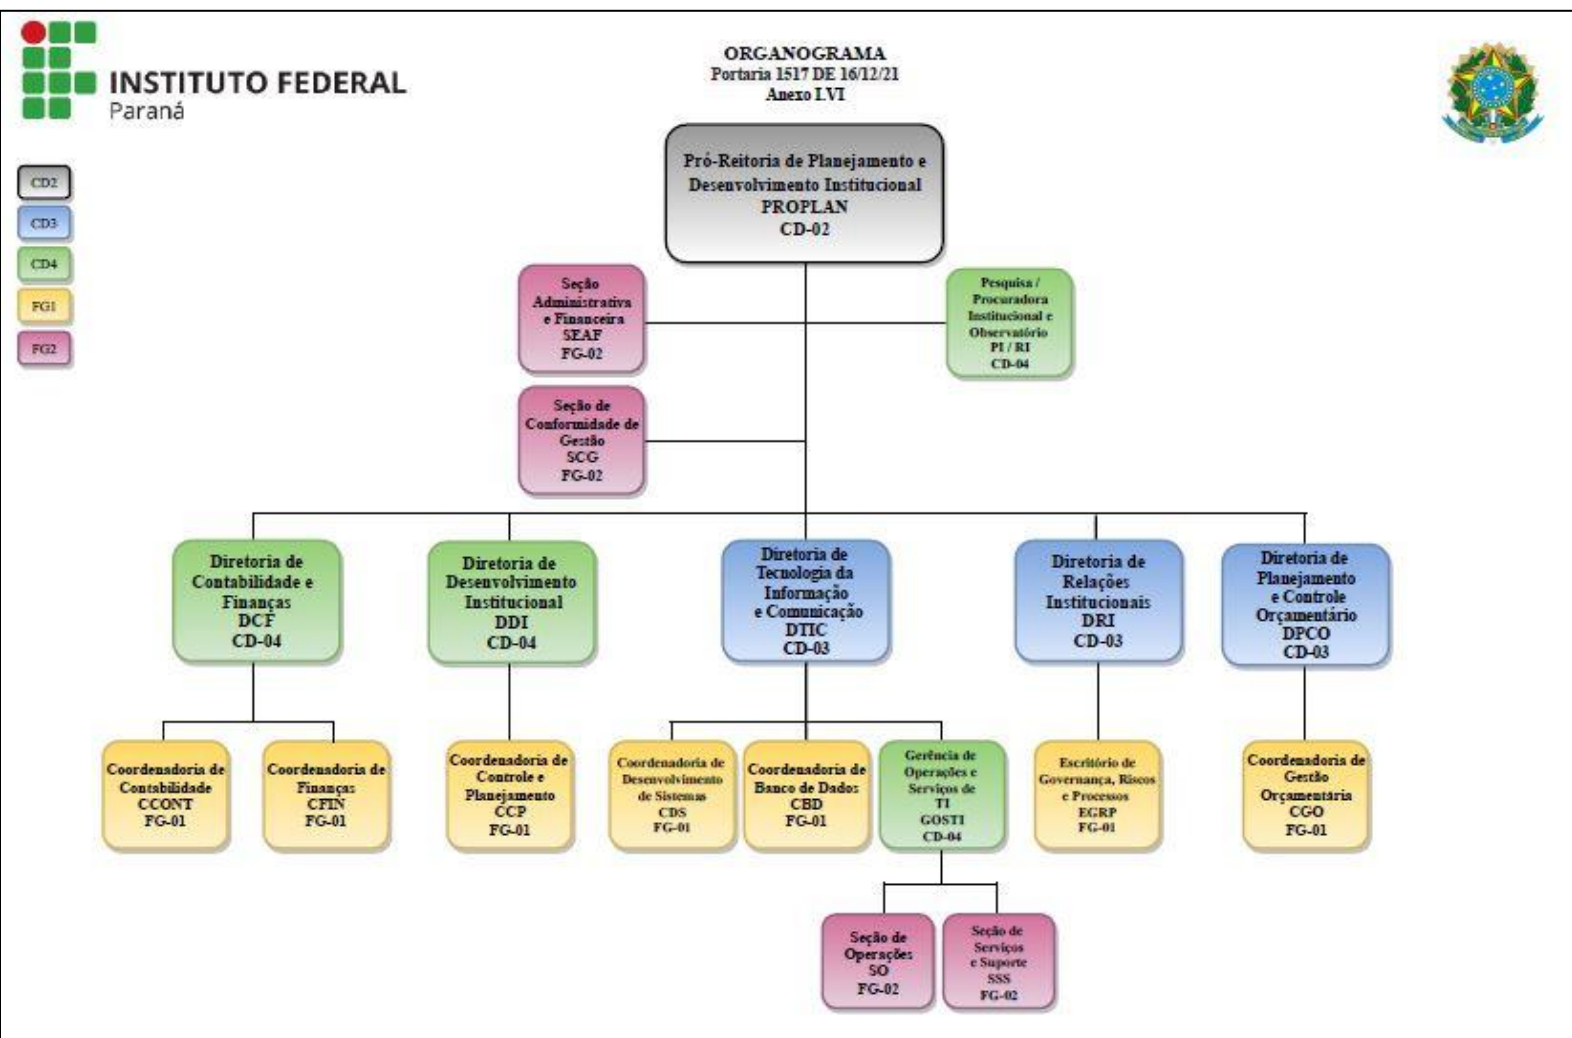 INSTITUTO FEDERAL
Paraná
ORGANOGRAMA
Portaria 1517 DE 16/12/21
Anexo LVI
CD2
CD3
CD4
FG1
FG2
Pró-Reitoria de Planejamento e
Desenvolvimento Institucional
PROPLAN
CD-02
Seção
Administrativa
e Financeira
SEAF
FG-02
Pesquisa /
Procuradora
Institucional e
Observatório
PI / RI
CD-04
Seção de
Conformidade de
Gestão
SCG
FG-02
Diretoria de
Contabilidade e
Finanças
DCF
CD-04
Diretoria de
Desenvolvimento
Institucional
DDI
CD-04
Diretoria de
Tecnologia da
Informação
e Comunicação
DTIC
CD-03
Diretoria de
Relações
Institucionais
DRI
CD-03
Diretoria de
Planejamento
e Controle
Orçamentário
DPCO
CD-03
Coordenadoria de
Contabilidade
CCONT
FG-01
Coordenadoria de
Finanças
CFIN
FG-01
Coordenadoria de
Controle e
Planejamento
CCP
FG-01
Coordenadoria de
Desenvolvimento
de Sistemas
CDS
FG-01
Coordenadoria de
Banco de Dados
CBD
FG-01
Gerência de
Operações e
Serviços de
TI
GOSTI
CD-04
Escritório de
Governança, Riscos
e Processos
EGRP
FG-01
Coordenadoria de
Gestão
Orçamentária
CGO
FG-01
Seção de
Operações
SO
FG-02
Seção de
Serviços
e Suporte
SSS
FG-02